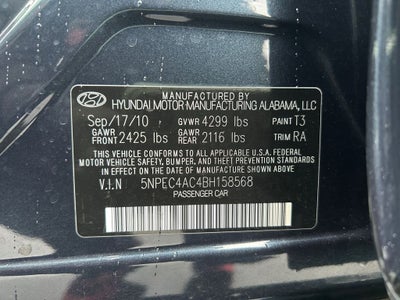 MANUFACTURED BY
HYUNDAI MOTOR MANUFACTURING ALABAMA, LLC
Sep/17/10 GVWR 4299 lbs PAINT T3
GAWR FRONT 2425 lbs GAWR REAR 2116 lbs TRIM RA
THIS VEHICLE CONFORMS TO ALL APPLICABLE U.S.A. FEDERAL
MOTOR VEHICLE SAFETY, BUMPER, AND THEFT PREVENTION STANDARDS
IN EFFECT ON THE DATE OF MANUFACTURE SHOWN ABOVE.
V.I.N 5NPEC4AC4BH158568
PASSENGER CAR